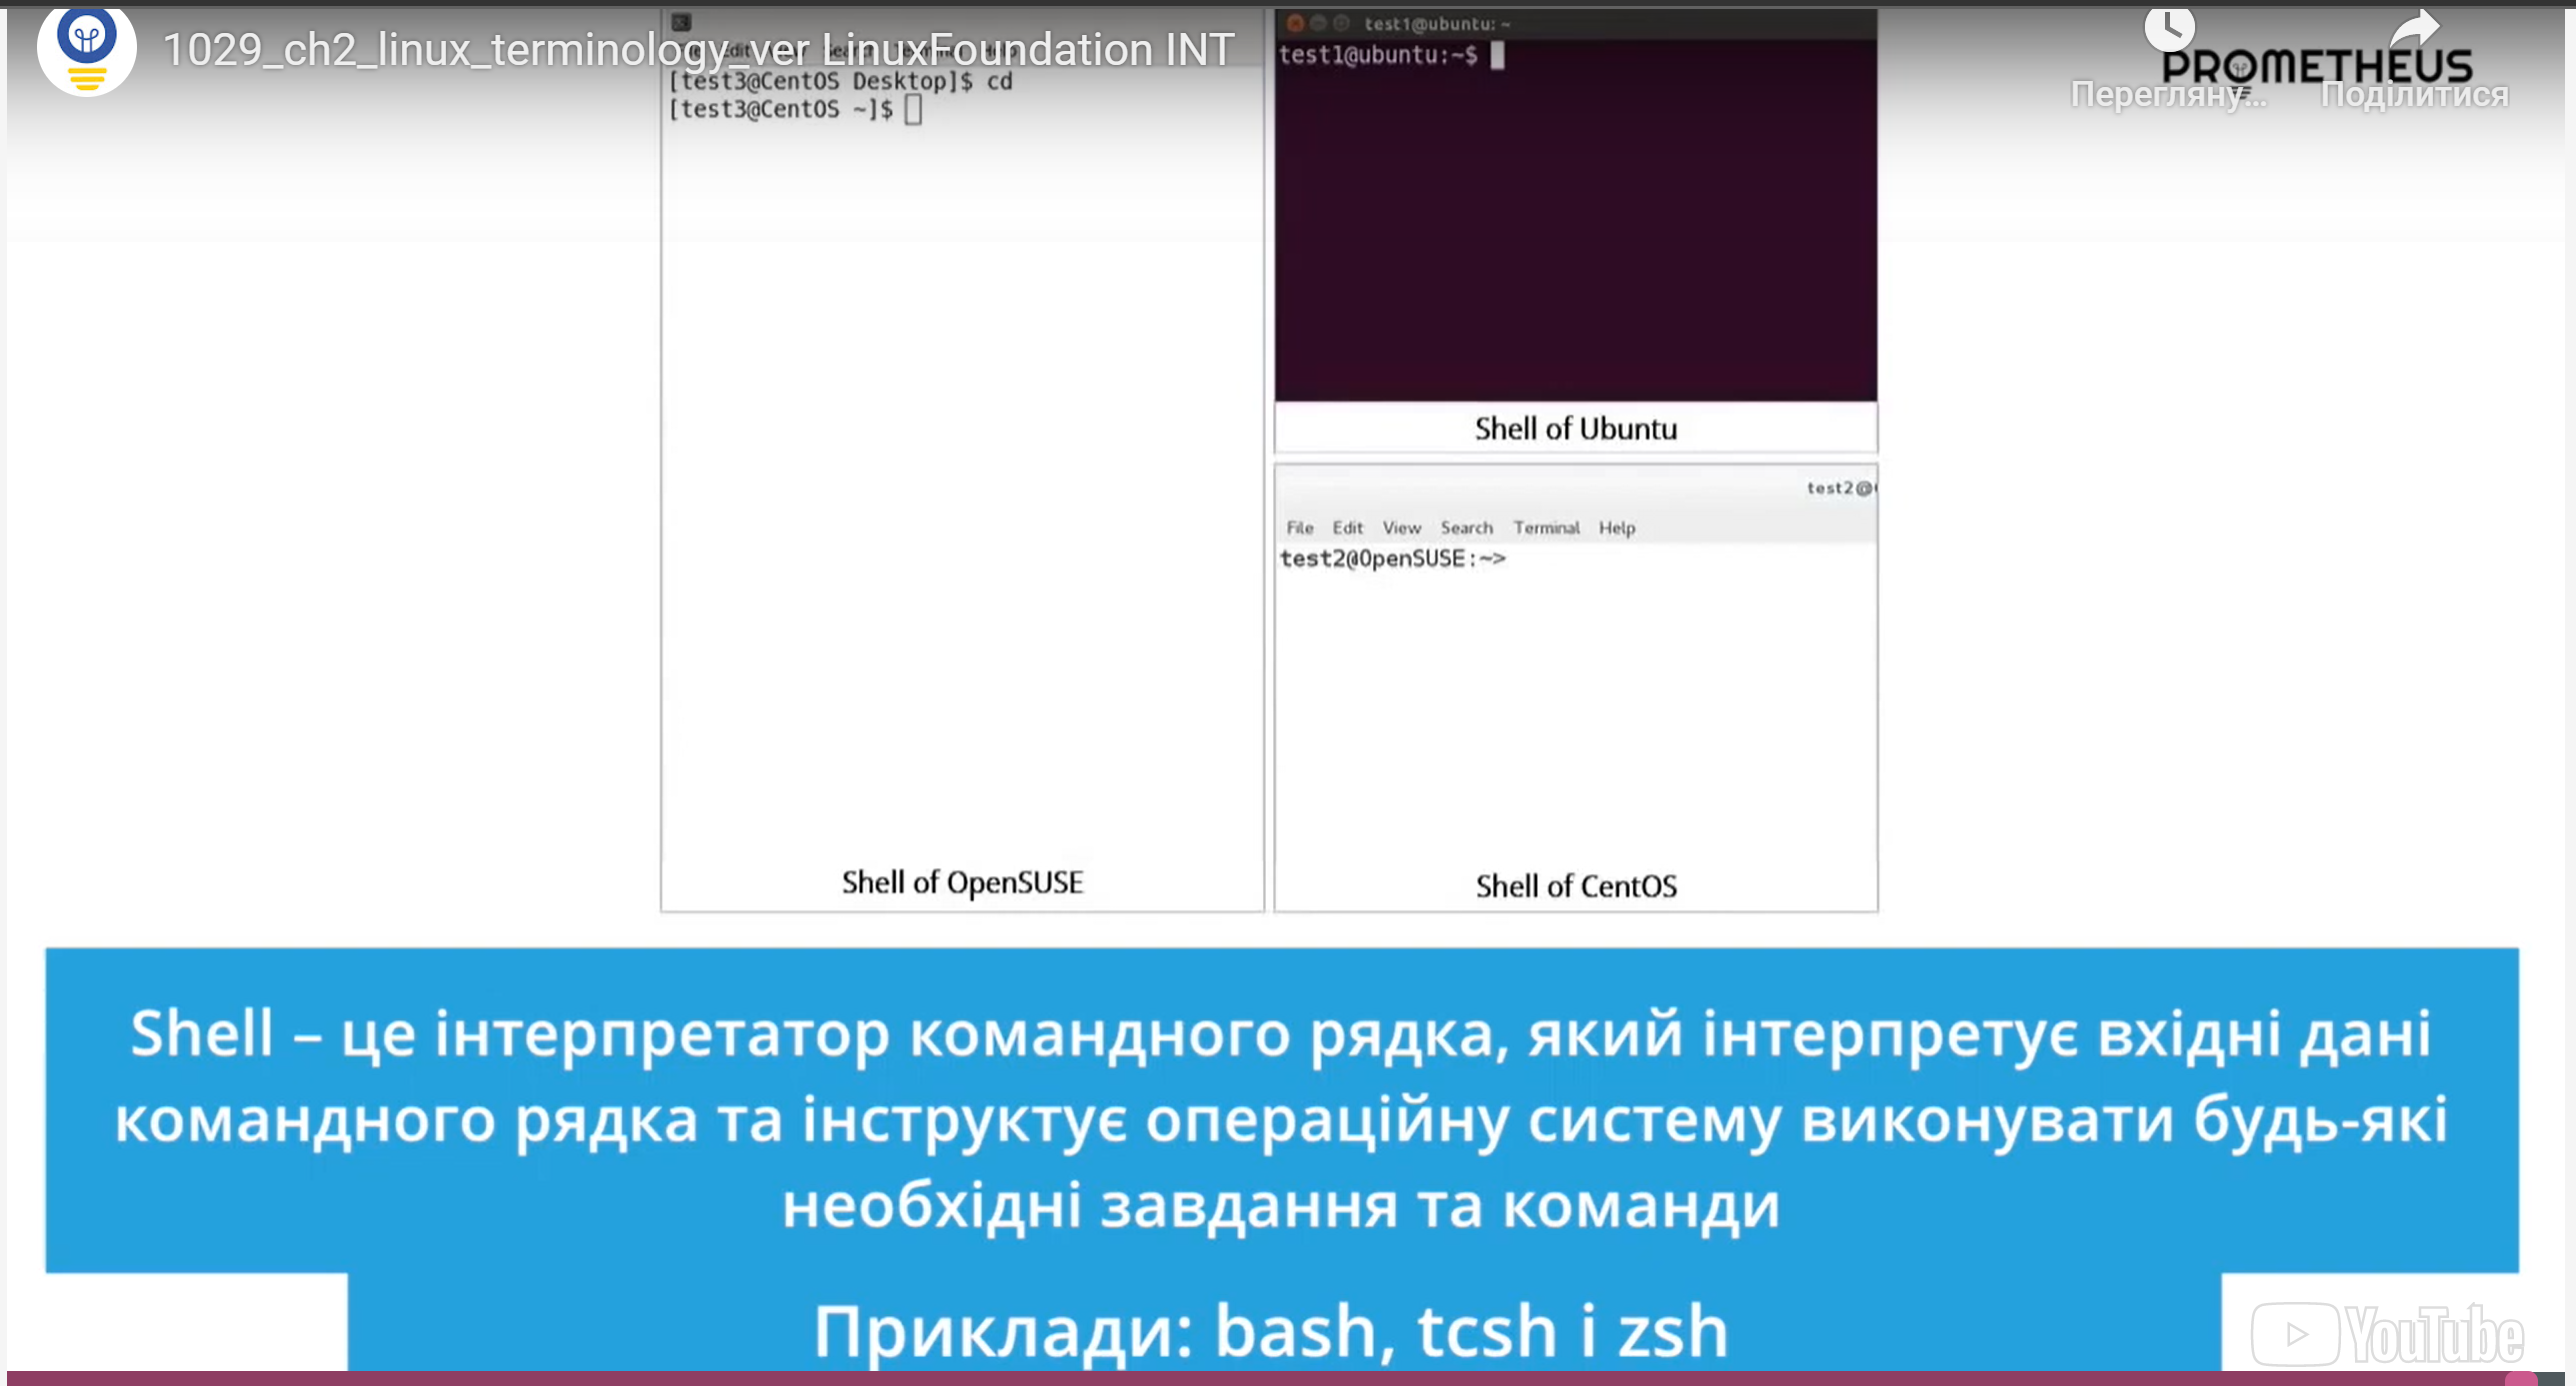 1029_ch2_linux_terminology_ver LinuxFoundation INT
PROMETHEUS
Перегляну...
Поділитися
[test3@CentOS Desktop]$ cd
[test3@CentOS ~]$
Shell of OpenSUSE
test1@ubuntu: ~
test1@ubuntu:~$
Shell of Ubuntu
test2@
File Edit View Search Terminal Help
test2@OpenSUSE:~>
Shell of CentOS
Shell – це інтерпретатор командного рядка, який інтерпретує вхідні дані
командного рядка та інструктує операційну систему виконувати будь-які
необхідні завдання та команди
Приклади: bash, tcsh і zsh
YouTube